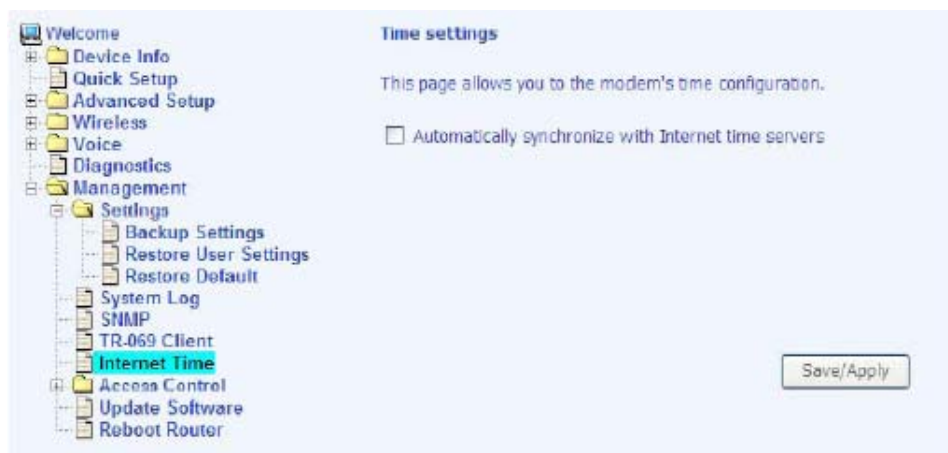 Welcome
Device Info
Quick Setup
Advanced Setup
Wireless
Voice
Diagnostics
Management
Settings
Backup Settings
Restore User Settings
Restore Default
System Log
SNMP
TR-069 Client
Internet Time
Access Control
Update Software
Reboot Router
Time settings
This page allows you to the modem's time configuration.
Automatically synchronize with Internet time servers
Save/Apply